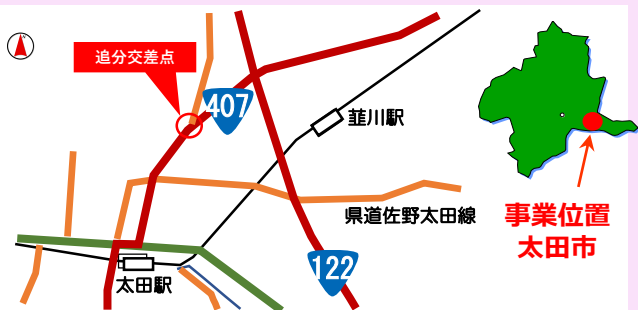 追分交差点
407
韮川駅
県道佐野太田線
122
太田駅
事業位置
太田市